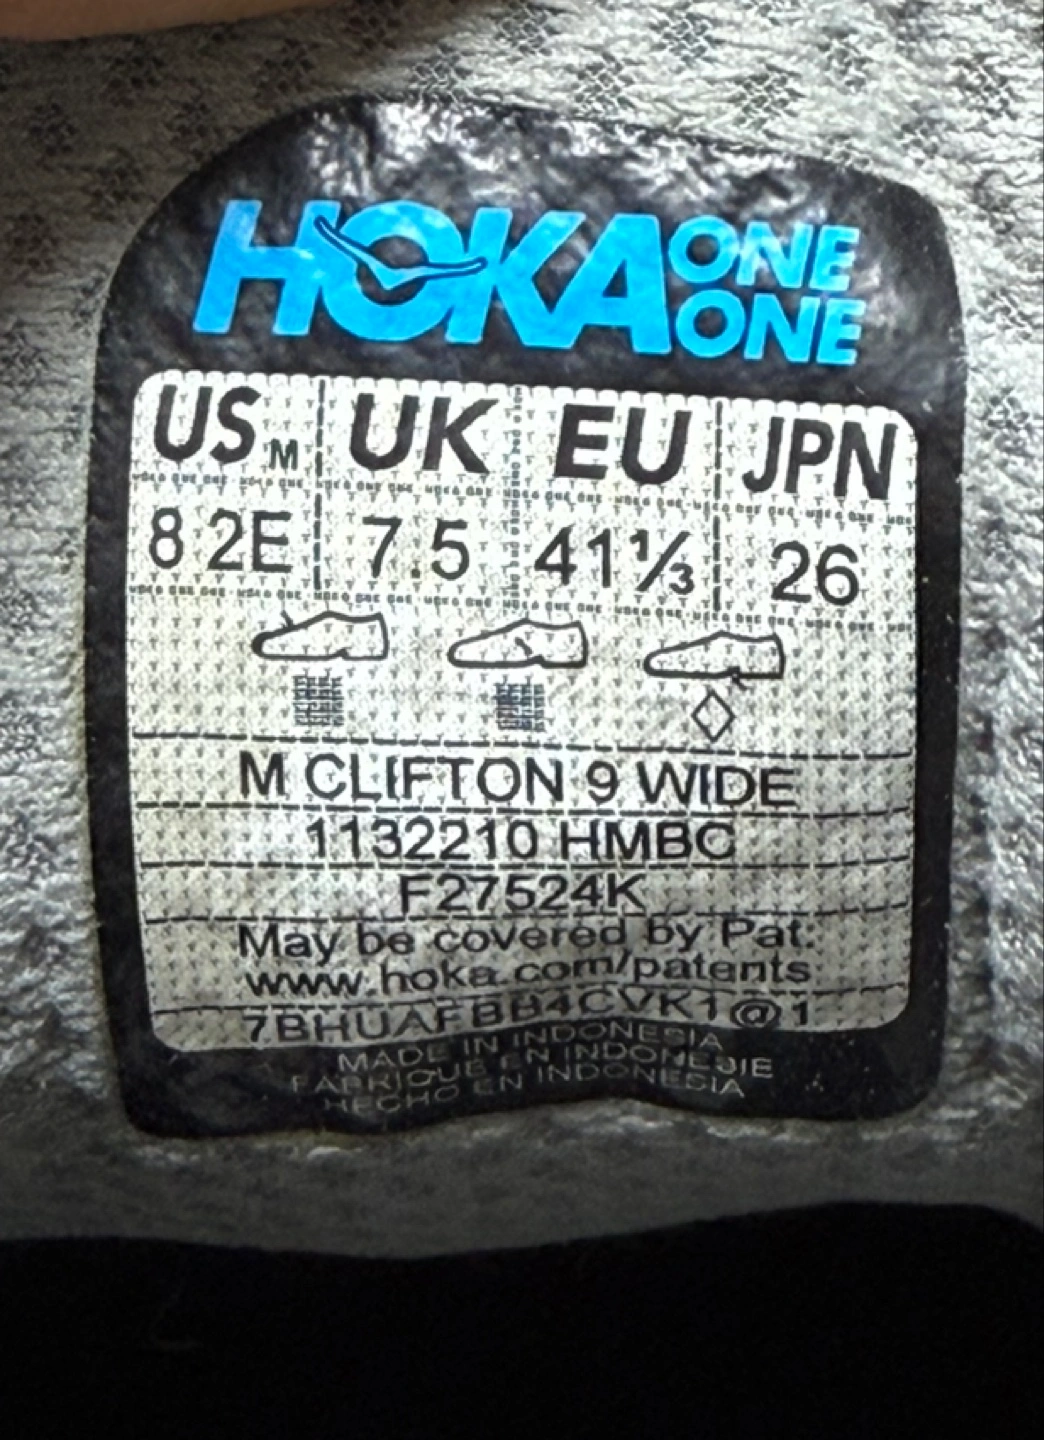 HOKA ONE ONE
US M UK EU JPN
8 2E 7.5 41⅓ 26
M CLIFTON 9 WIDE
1132210 HMBC
F27524K
May be covered by Pat:
www.hoka.com/patents
7BHUAFBB4CVK1@1
MADE IN INDONESIA
FABRIQUE EN INDONESIE
HECHO EN INDONESIA